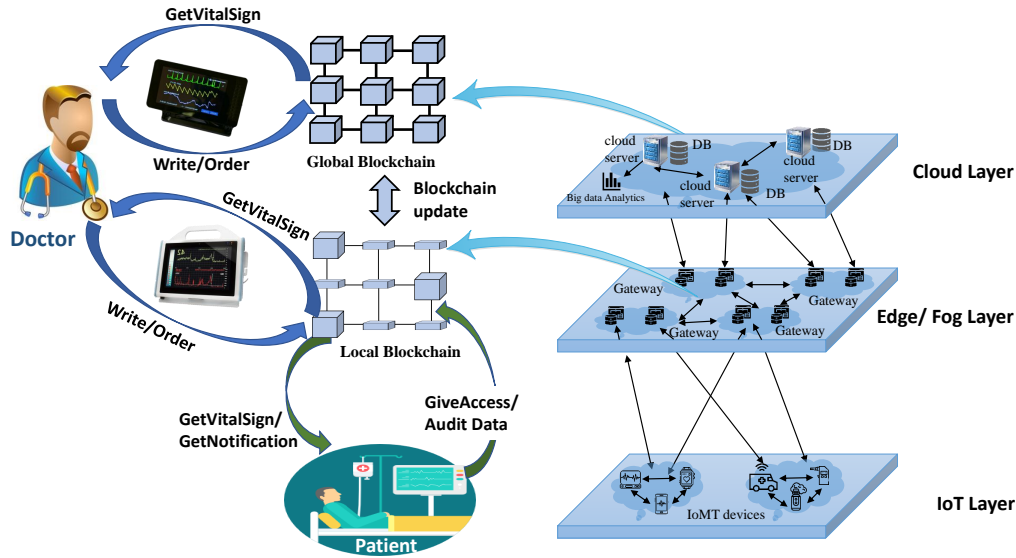 GetVitalSign
Write/Order
Global Blockchain
Doctor
Blockchain
update
GetVitalSign
Write/Order
Local Blockchain
GetVitalSign/
GetNotification
GiveAccess/
Audit Data
Patient
cloud
server
DB
cloud
server
DB
cloud
server
DB
Big data Analytics
Cloud Layer
Gateway
Gateway
Gateway
Gateway
Edge/ Fog Layer
IoMT devices
IoT Layer